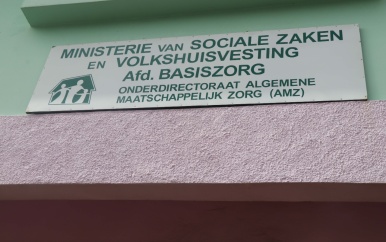 MINISTERIE VAN SOCIALE ZAKEN
EN VOLKSHUISVESTING
Afd. BASISZORG
ONDERDIRECTORAAT ALGEMENE
MAATSCHAPPELIJK ZORG (AMZ)